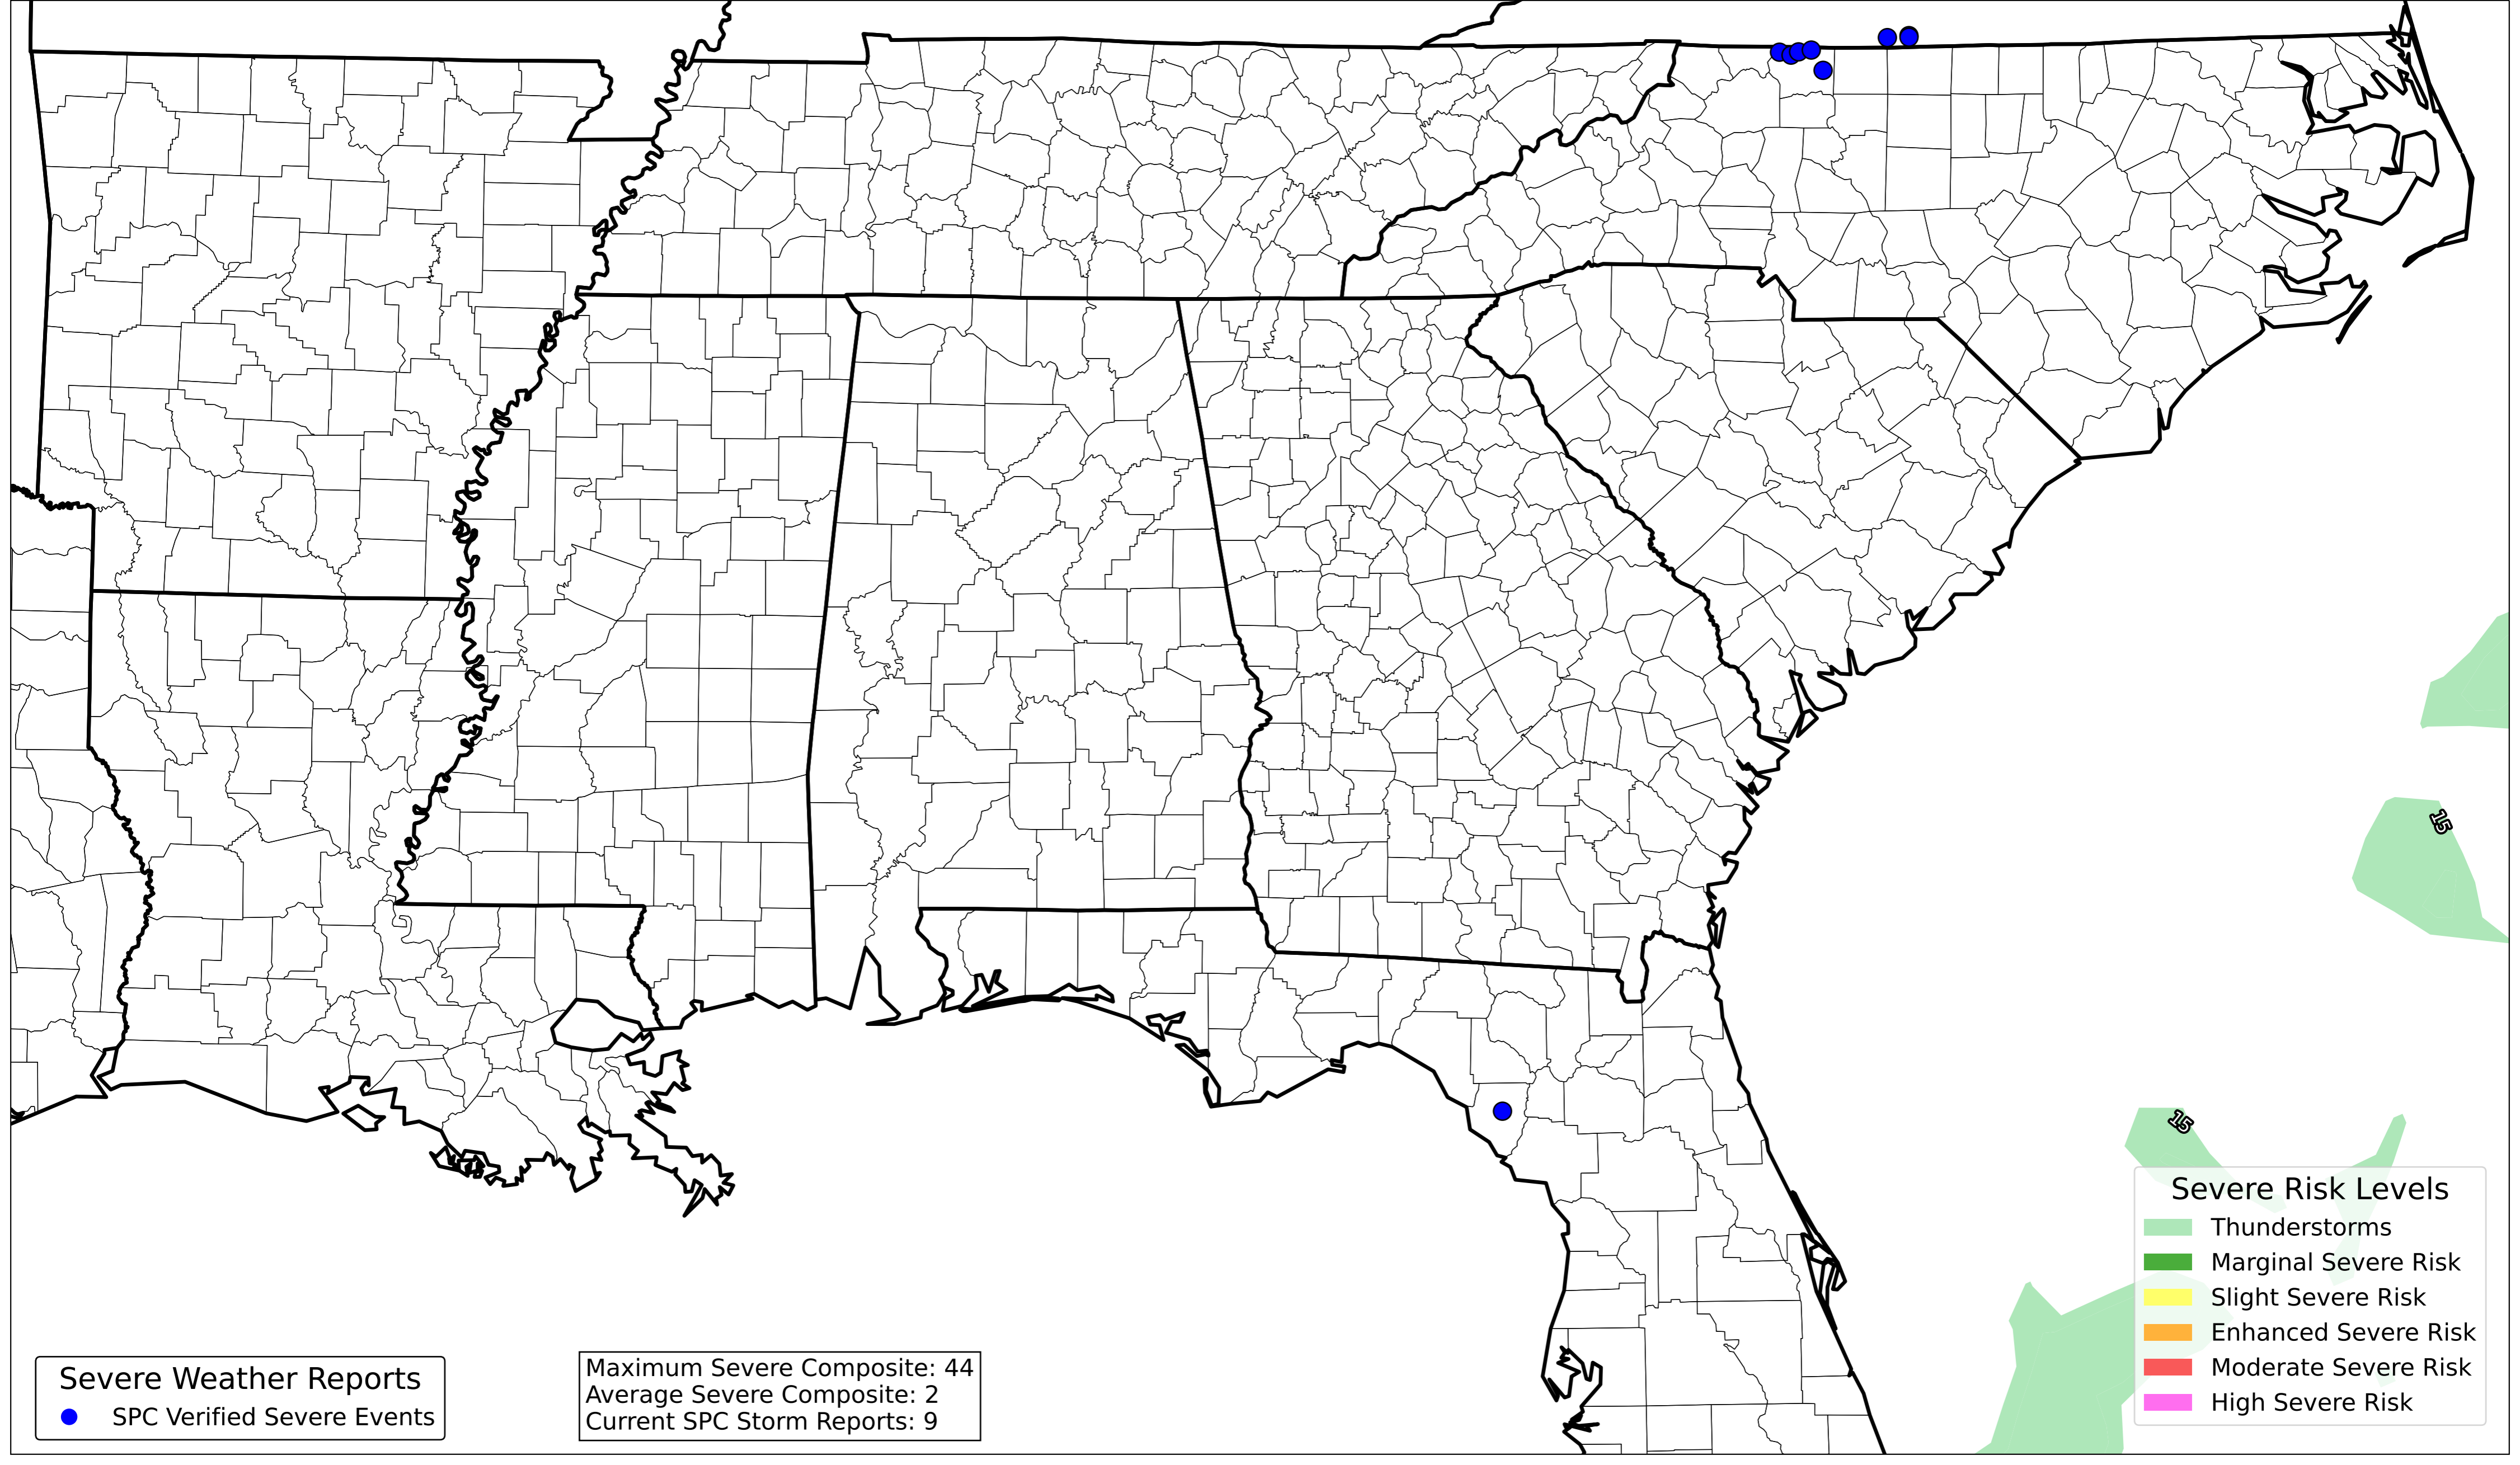 15
15
Severe Risk Levels
Thunderstorms
Marginal Severe Risk
Slight Severe Risk
Enhanced Severe Risk
Moderate Severe Risk
High Severe Risk
Severe Weather Reports
SPC Verified Severe Events
Maximum Severe Composite: 44
Average Severe Composite: 2
Current SPC Storm Reports: 9